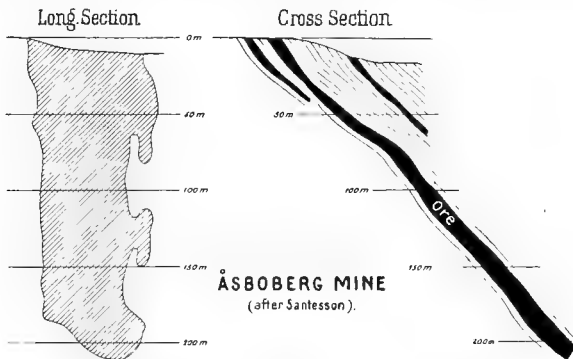 Long. Section Cross Section
0 m
50 m 50 m
100 m 100 m
Ore
150 m 150 m
ÅSBOBERG MINE
(after Santesson).
200 m 200 m